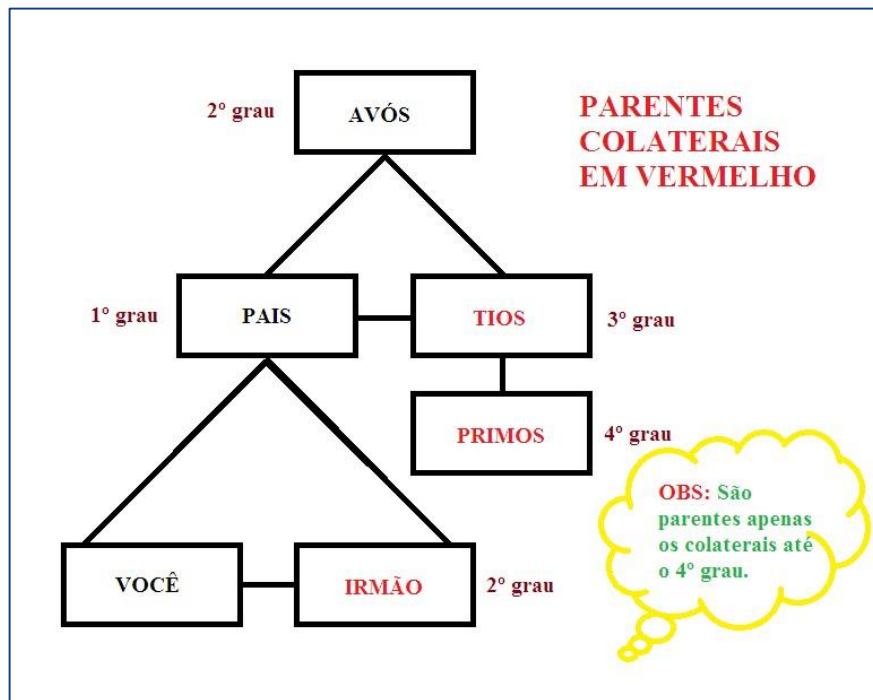 2º grau
AVÓS
PARENTES
COLATERAIS
EM VERMELHO
1º grau
PAIS
TIOS
3º grau
PRIMOS
4º grau
OBS: São
parentes apenas
os colaterais até
o 4º grau.
VOCÊ
IRMÃO
2º grau